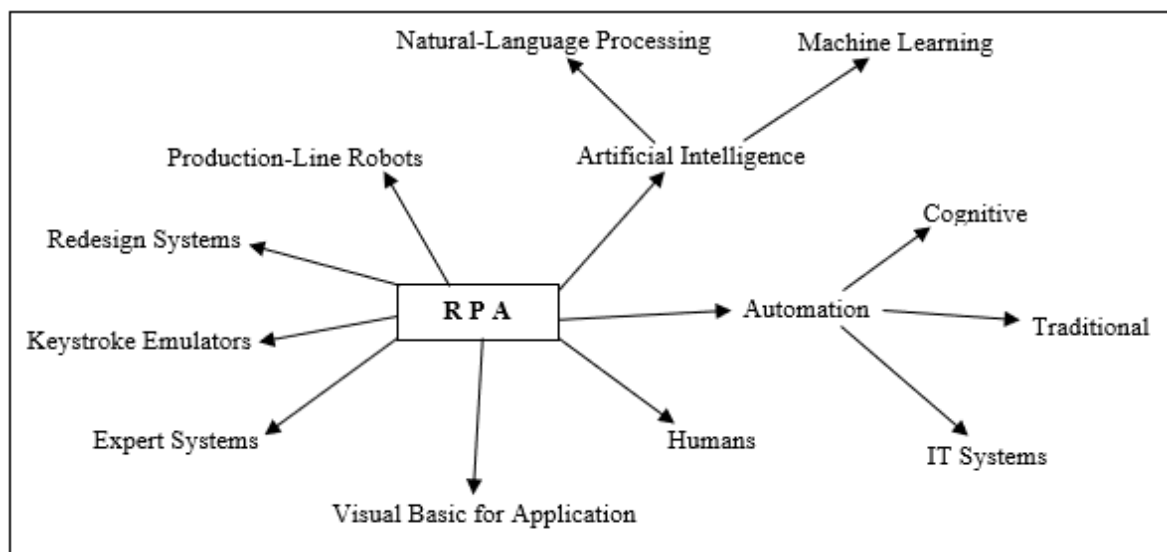 Natural-Language Processing
Machine Learning
Production-Line Robots
Artificial Intelligence
Cognitive
Redesign Systems
R P A
Automation
Traditional
Keystroke Emulators
Expert Systems
Humans
IT Systems
Visual Basic for Application